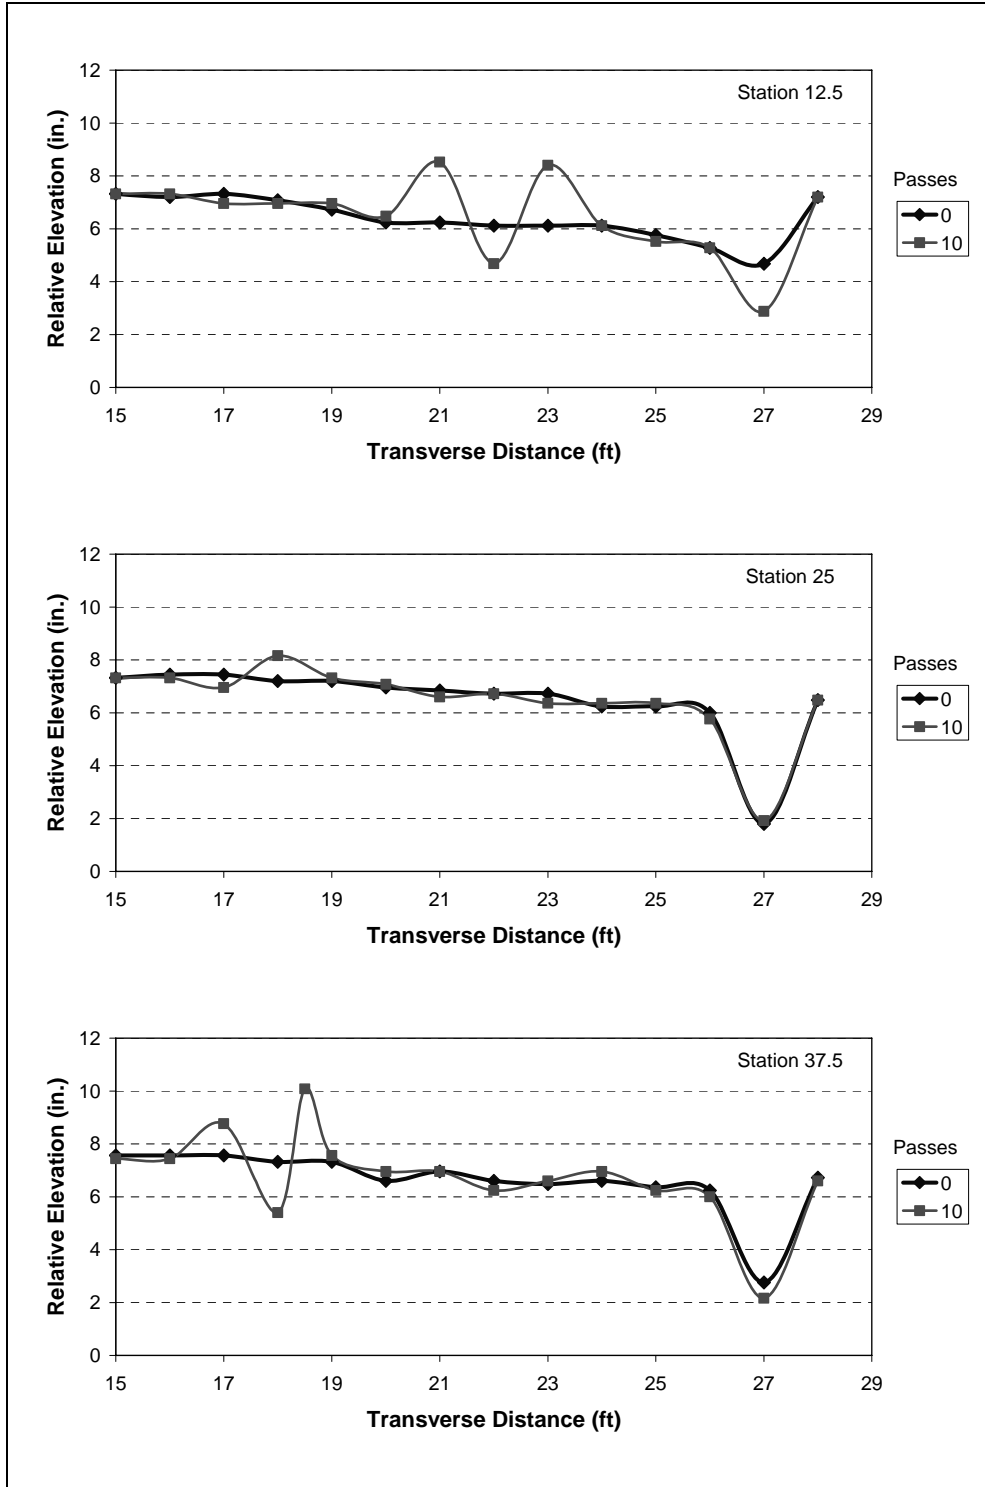 Station 12.5
12
10
8
6
4
2
0
Relative Elevation (in.)
15 17 19 21 23 25 27 29
Transverse Distance (ft)
Passes
0
10
Station 25
12
10
8
6
4
2
0
Relative Elevation (in.)
15 17 19 21 23 25 27 29
Transverse Distance (ft)
Passes
0
10
Station 37.5
12
10
8
6
4
2
0
Relative Elevation (in.)
15 17 19 21 23 25 27 29
Transverse Distance (ft)
Passes
0
10